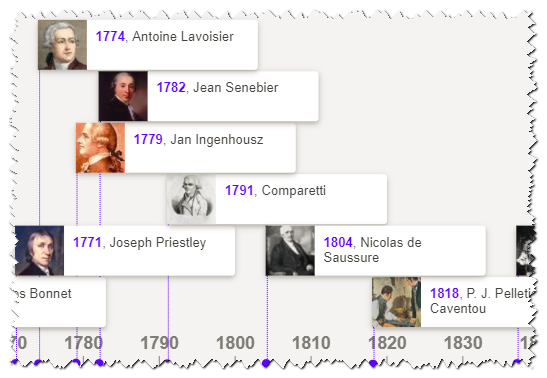 1774, Antoine Lavoisier
1782, Jean Senebier
1779, Jan Ingenhousz
1791, Comparetti
1771, Joseph Priestley
1804, Nicolas de
Saussure
Bonnet
1818, P. J. Pelleti
Caventou
1780 1790 1800 1810 1820 1830